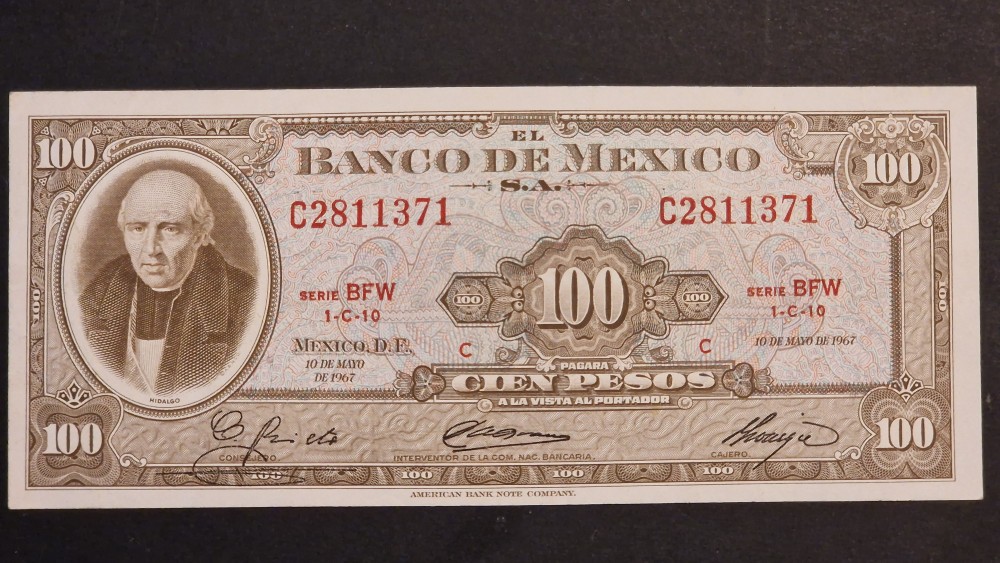 100
EL
BANCO DE MEXICO
S.A.
100
C2811371
C2811371
100
100
100
SERIE BFW
1-C-10
SERIE BFW
1-C-10
MEXICO, D.F.,
10 DE MAYO
DE 1967
C
C
10 DE MAYO DE 1967
PAGARA
CIEN PESOS
A LA VISTA AL PORTADOR
HIDALGO
100
100
CONSEJERO.
INTERVENTOR DE LA COM. NAC. BANCARIA.
CAJERO.
100
100
100
100
AMERICAN BANK NOTE COMPANY.